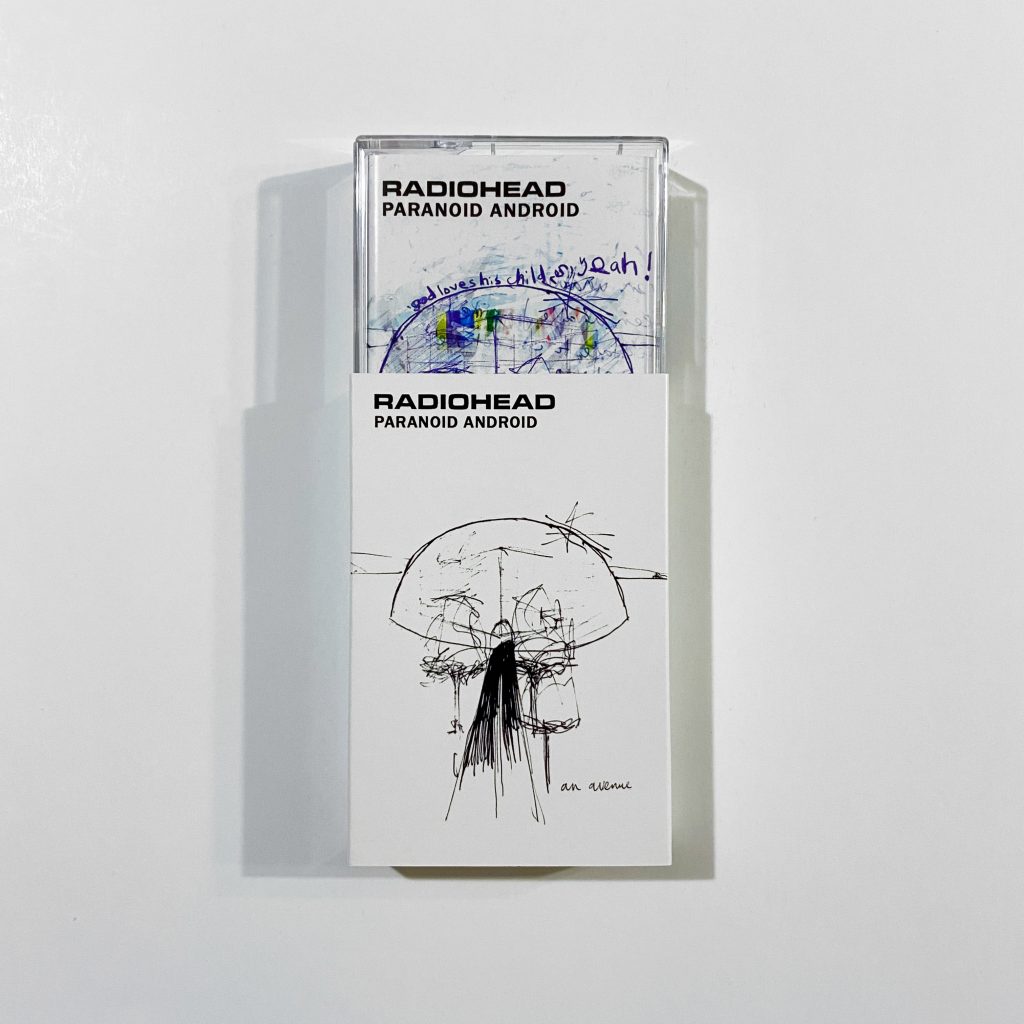 RADIOHEAD
PARANOID ANDROID
god loves his children, yeah!
RADIOHEAD
PARANOID ANDROID
an avenue